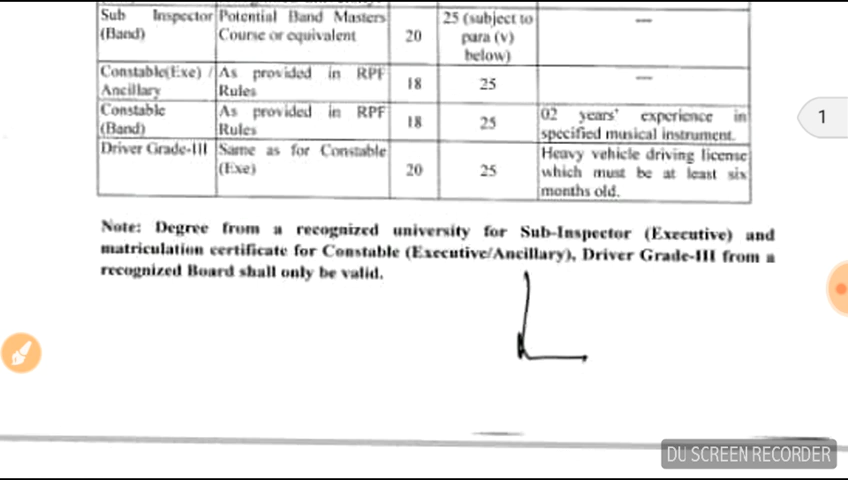 Sub Inspector Potential Band Masters 25 (subject to —
(Band) Course or equivalent 20 para (v)
below)
Constable(Exe) / As provided in RPF 18 25 —
Ancillary Rules
Constable As provided in RPF 18 25 02 years' experience in
(Band) Rules specified musical instrument.
Driver Grade-III Same as for Constable 20 25 Heavy vehicle driving license
(Exe) which must be at least six
months old.
Note: Degree from a recognized university for Sub-Inspector (Executive) and
matriculation certificate for Constable (Executive/Ancillary), Driver Grade-III from a
recognized Board shall only be valid.
1
DU SCREEN RECORDER